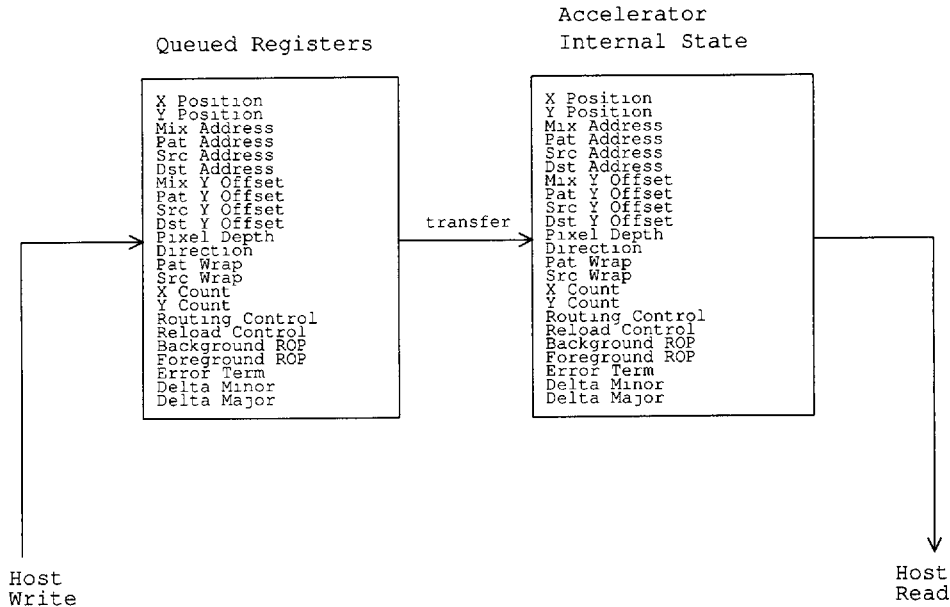 Queued Registers
Accelerator
Internal State
X Position
Y Position
Mix Address
Pat Address
Src Address
Dst Address
Mix Y Offset
Pat Y Offset
Src Y Offset
Dst Y Offset
Pixel Depth
Direction
Pat Wrap
Src Wrap
X Count
Y Count
Routing Control
Reload Control
Background ROP
Foreground ROP
Error Term
Delta Minor
Delta Major
transfer
X Position
Y Position
Mix Address
Pat Address
Src Address
Dst Address
Mix Y Offset
Pat Y Offset
Src Y Offset
Dst Y Offset
Pixel Depth
Direction
Pat Wrap
Src Wrap
X Count
Y Count
Routing Control
Reload Control
Background ROP
Foreground ROP
Error Term
Delta Minor
Delta Major
Host
Write
Host
Read